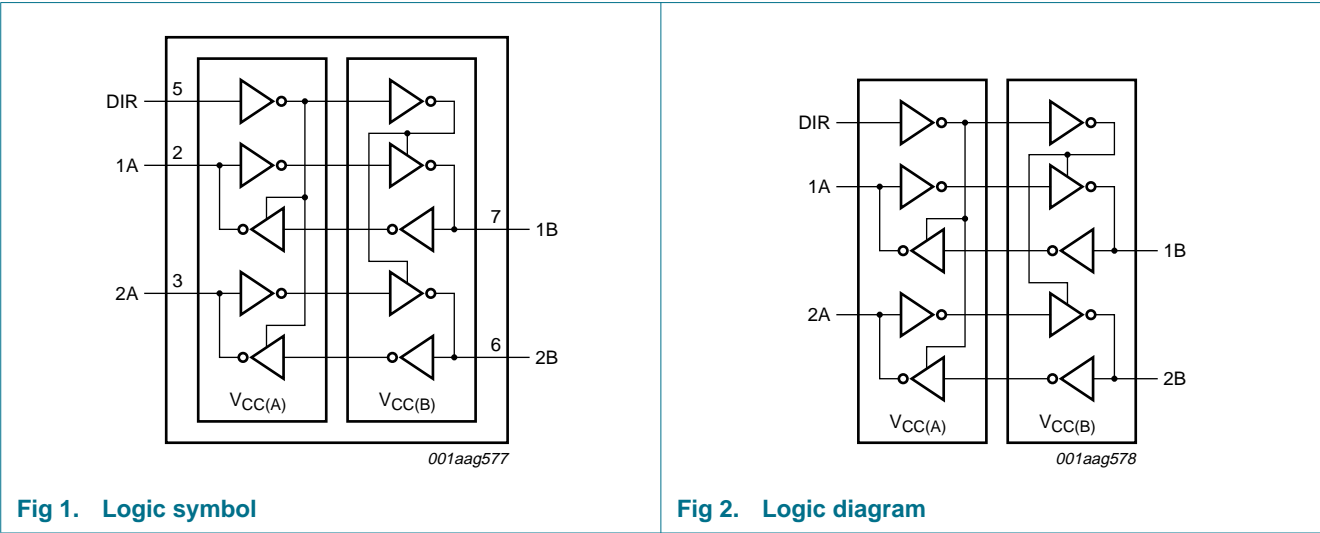 DIR 5
1A 2
7 1B
2A 3
6 2B
VCC(A) VCC(B)
001aag577
Fig 1. Logic symbol
DIR
1A
1B
2A
2B
VCC(A) VCC(B)
001aag578
Fig 2. Logic diagram